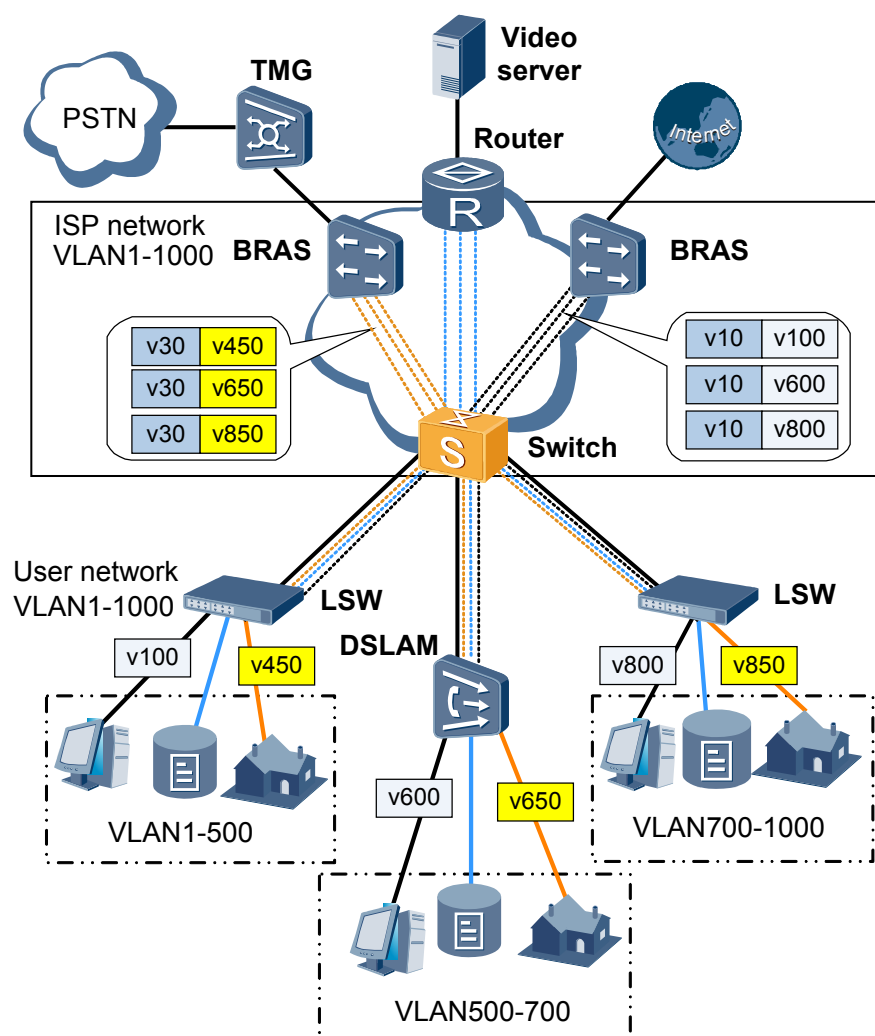 Video
server
TMG
PSTN
Router
Internet
R
ISP network
VLAN1-1000
BRAS
BRAS
v30 v450
v30 v650
v30 v850
v10 v100
v10 v600
v10 v800
S
Switch
User network
VLAN1-1000
LSW
LSW
DSLAM
v100
v450
v800
v850
v600
v650
VLAN1-500
VLAN700-1000
VLAN500-700